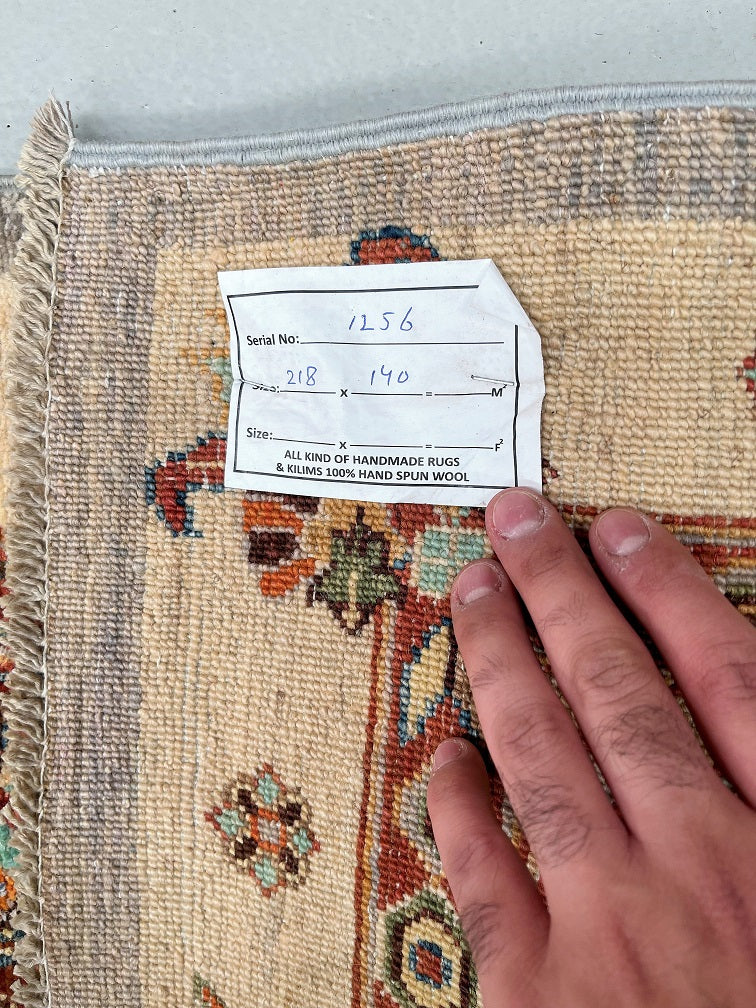 1256
Serial No:
218 140
Size: x = M²
Size: x = F²
ALL KIND OF HANDMADE RUGS
& KILIMS 100% HAND SPUN WOOL